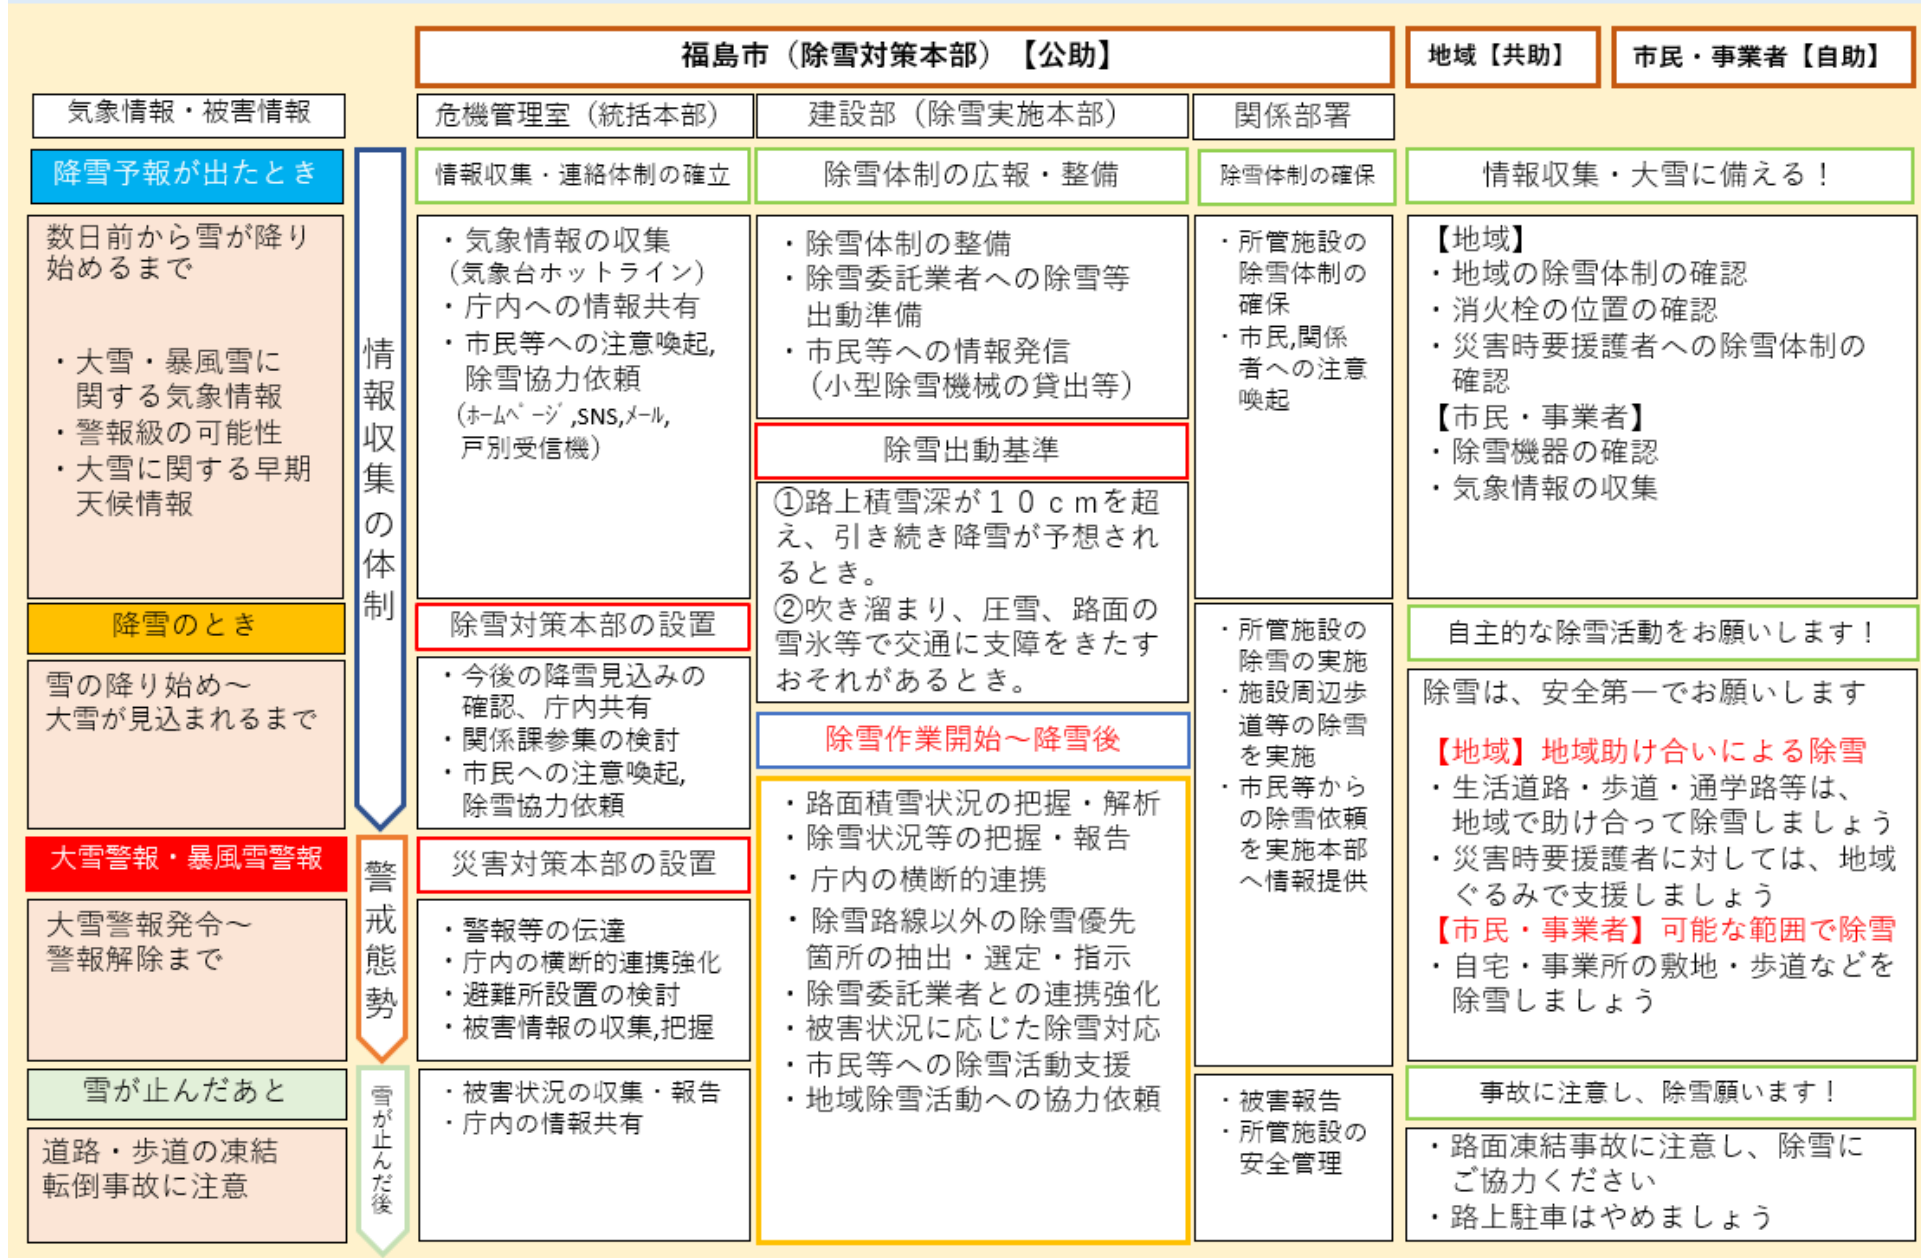 福島市（除雪対策本部）【公助】
地域【共助】
市民・事業者【自助】
気象情報・被害情報
危機管理室（統括本部）
建設部（除雪実施本部）
関係部署
降雪予報が出たとき
情報収集・連絡体制の確立
除雪体制の広報・整備
除雪体制の確保
情報収集・大雪に備える！
数日前から雪が降り
始めるまで
・大雪・暴風雪に
関する気象情報
・警報級の可能性
・大雪に関する早期
天候情報
情報収集の体制
・気象情報の収集
（気象台ホットライン）
・庁内への情報共有
・市民等への注意喚起,
除雪協力依頼
（ﾎｰﾑﾍﾟｰｼﾞ,SNS,ﾒｰﾙ,
戸別受信機）
・除雪体制の整備
・除雪委託業者への除雪等
出動準備
・市民等への情報発信
（小型除雪機械の貸出等）
除雪出動基準
①路上積雪深が１０ｃｍを超
え、引き続き降雪が予想され
るとき。
②吹き溜まり、圧雪、路面の
雪氷等で交通に支障をきたす
おそれがあるとき。
・所管施設の
除雪体制の
確保
・市民,関係
者への注意
喚起
【地域】
・地域の除雪体制の確認
・消火栓の位置の確認
・災害時要援護者への除雪体制の
確認
【市民・事業者】
・除雪機器の確認
・気象情報の収集
降雪のとき
除雪対策本部の設置
自主的な除雪活動をお願いします！
雪の降り始め～
大雪が見込まれるまで
・今後の降雪見込みの
確認、庁内共有
・関係課参集の検討
・市民への注意喚起,
除雪協力依頼
除雪作業開始～降雪後
・路面積雪状況の把握・解析
・除雪状況等の把握・報告
・庁内の横断的連携
・除雪路線以外の除雪優先
箇所の抽出・選定・指示
・除雪委託業者との連携強化
・被害状況に応じた除雪対応
・市民等への除雪活動支援
・地域除雪活動への協力依頼
・所管施設の
除雪の実施
・施設周辺歩
道等の除雪
を実施
・市民等から
の除雪依頼
を実施本部
へ情報提供
除雪は、安全第一でお願いします
【地域】地域助け合いによる除雪
・生活道路・歩道・通学路等は、
地域で助け合って除雪しましょう
・災害時要援護者に対しては、地域
ぐるみで支援しましょう
【市民・事業者】可能な範囲で除雪
・自宅・事業所の敷地・歩道などを
除雪しましょう
大雪警報・暴風雪警報
警戒態勢
災害対策本部の設置
大雪警報発令～
警報解除まで
・警報等の伝達
・庁内の横断的連携強化
・避難所設置の検討
・被害情報の収集,把握
雪が止んだあと
雪が止んだ後
・被害状況の収集・報告
・庁内の情報共有
・被害報告
・所管施設の
安全管理
事故に注意し、除雪願います！
道路・歩道の凍結
転倒事故に注意
・路面凍結事故に注意し、除雪に
ご協力ください
・路上駐車はやめましょう